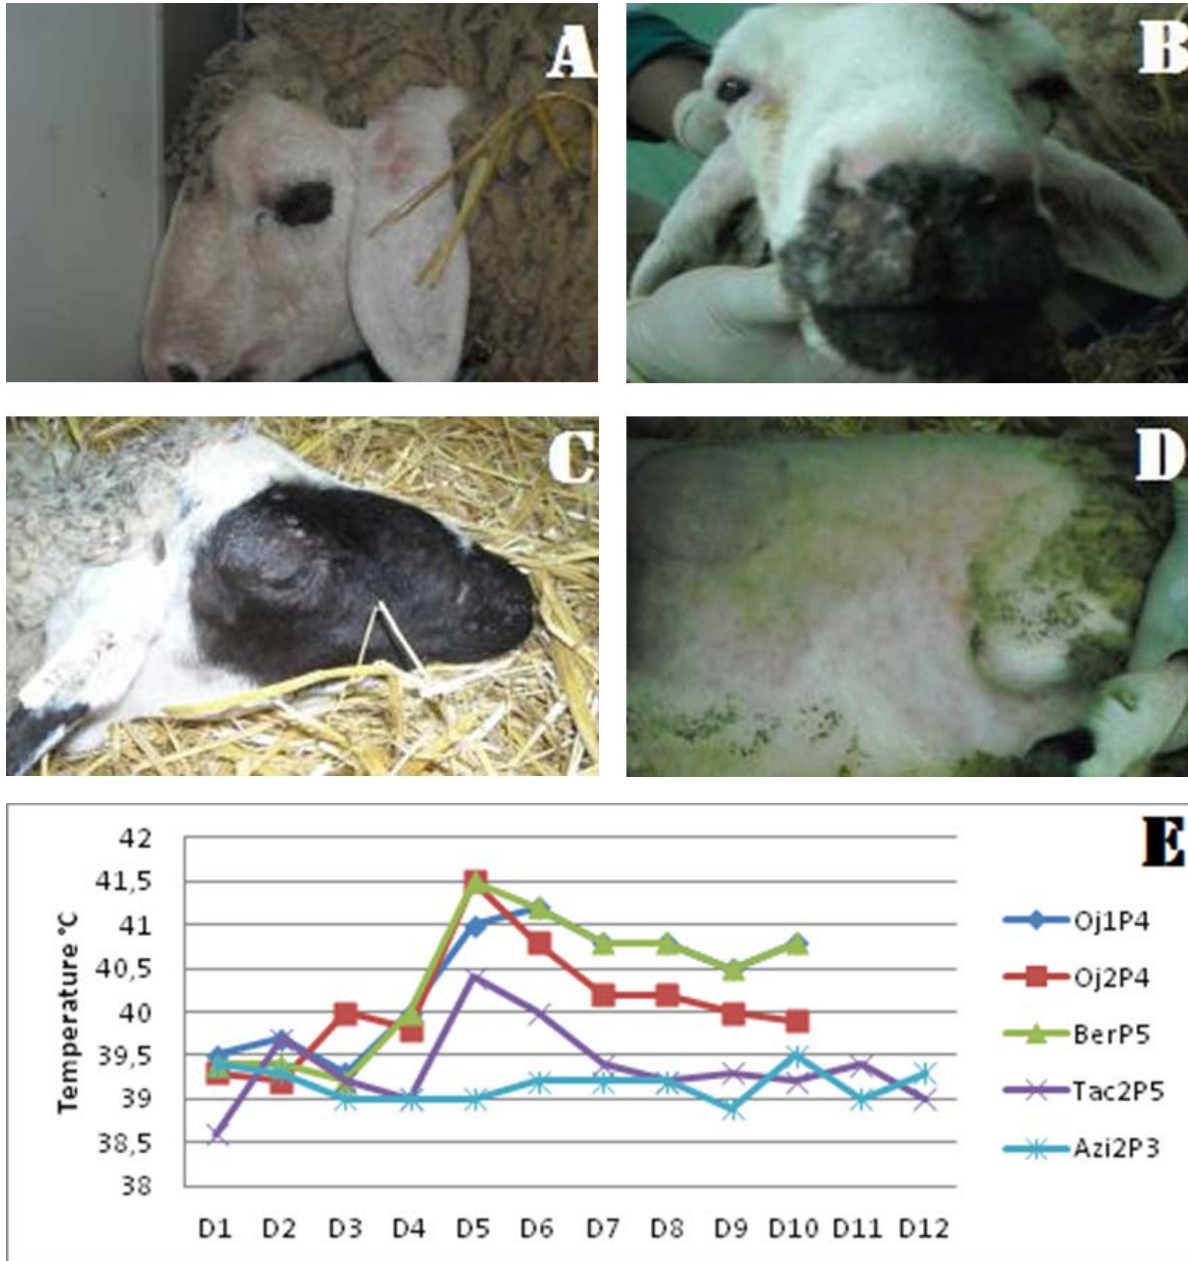 A
B
C
D
E
42
41,5
41
40,5
40
39,5
39
38,5
38
Temperature °C
D1 D2 D3 D4 D5 D6 D7 D8 D9 D10 D11 D12
Oj1P4
Oj2P4
BerP5
Tac2P5
Azi2P3